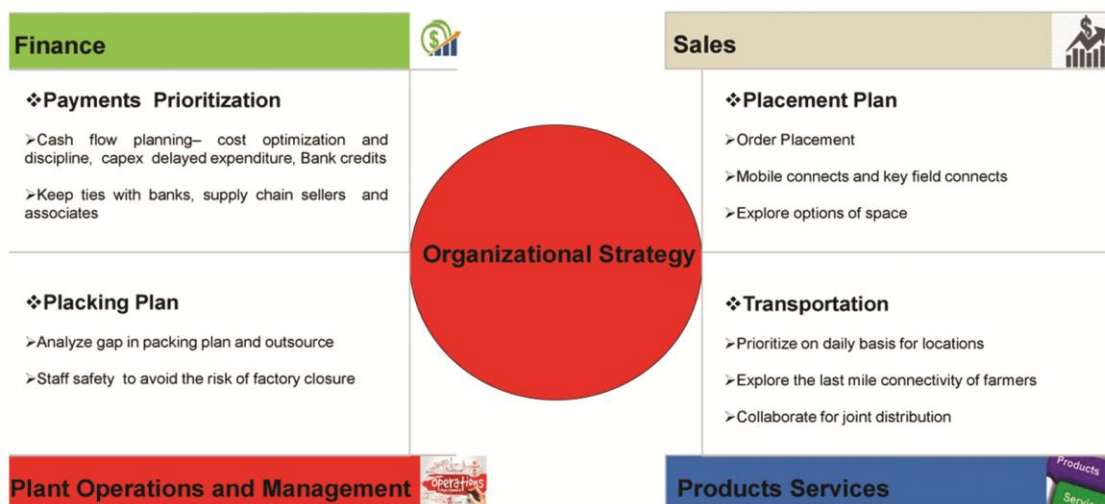 Finance
❖Payments Prioritization
➢Cash flow planning– cost optimization and
discipline, capex delayed expenditure, Bank credits
➢Keep ties with banks, supply chain sellers and
associates
Sales
❖Placement Plan
➢Order Placement
➢Mobile connects and key field connects
➢Explore options of space
Organizational Strategy
❖Placking Plan
➢Analyze gap in packing plan and outsource
➢Staff safety to avoid the risk of factory closure
Plant Operations and Management
operations
❖Transportation
➢Prioritize on daily basis for locations
➢Explore the last mile connectivity of farmers
➢Collaborate for joint distribution
Products Services
Products